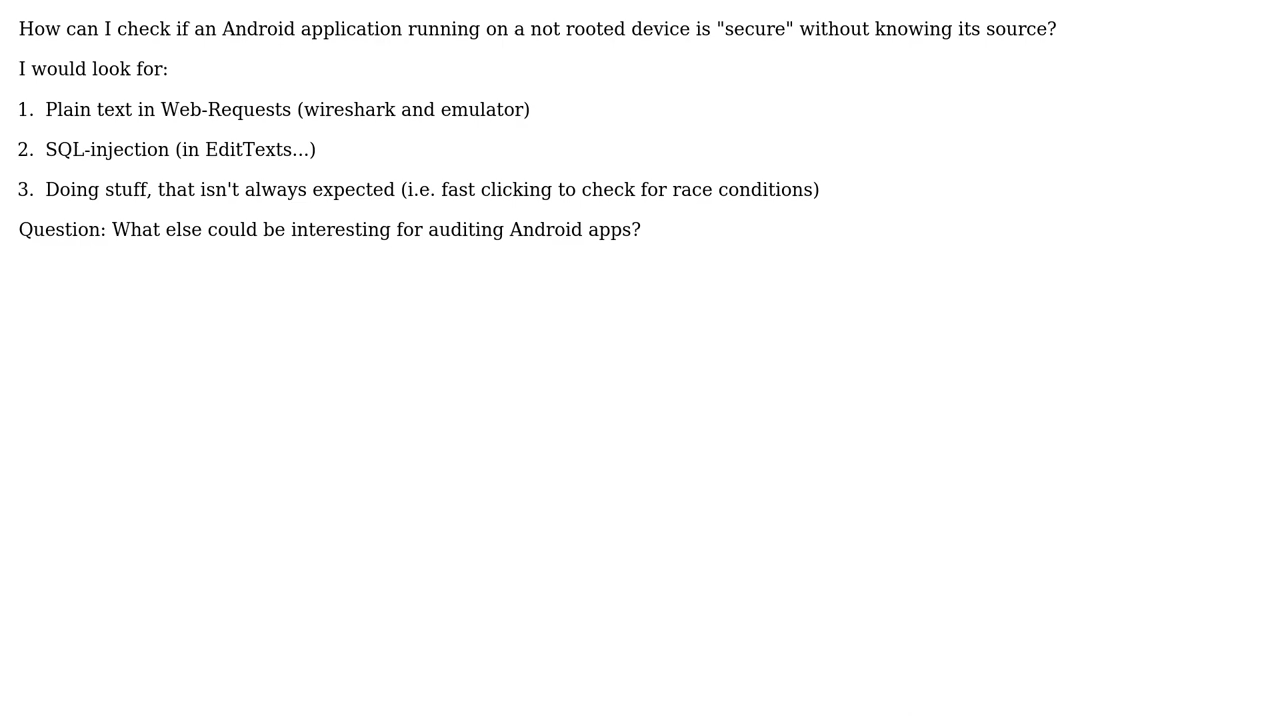 How can I check if an Android application running on a not rooted device is "secure" without knowing its source?
I would look for:
1. Plain text in Web-Requests (wireshark and emulator)
2. SQL-injection (in EditTexts...)
3. Doing stuff, that isn't always expected (i.e. fast clicking to check for race conditions)
Question: What else could be interesting for auditing Android apps?